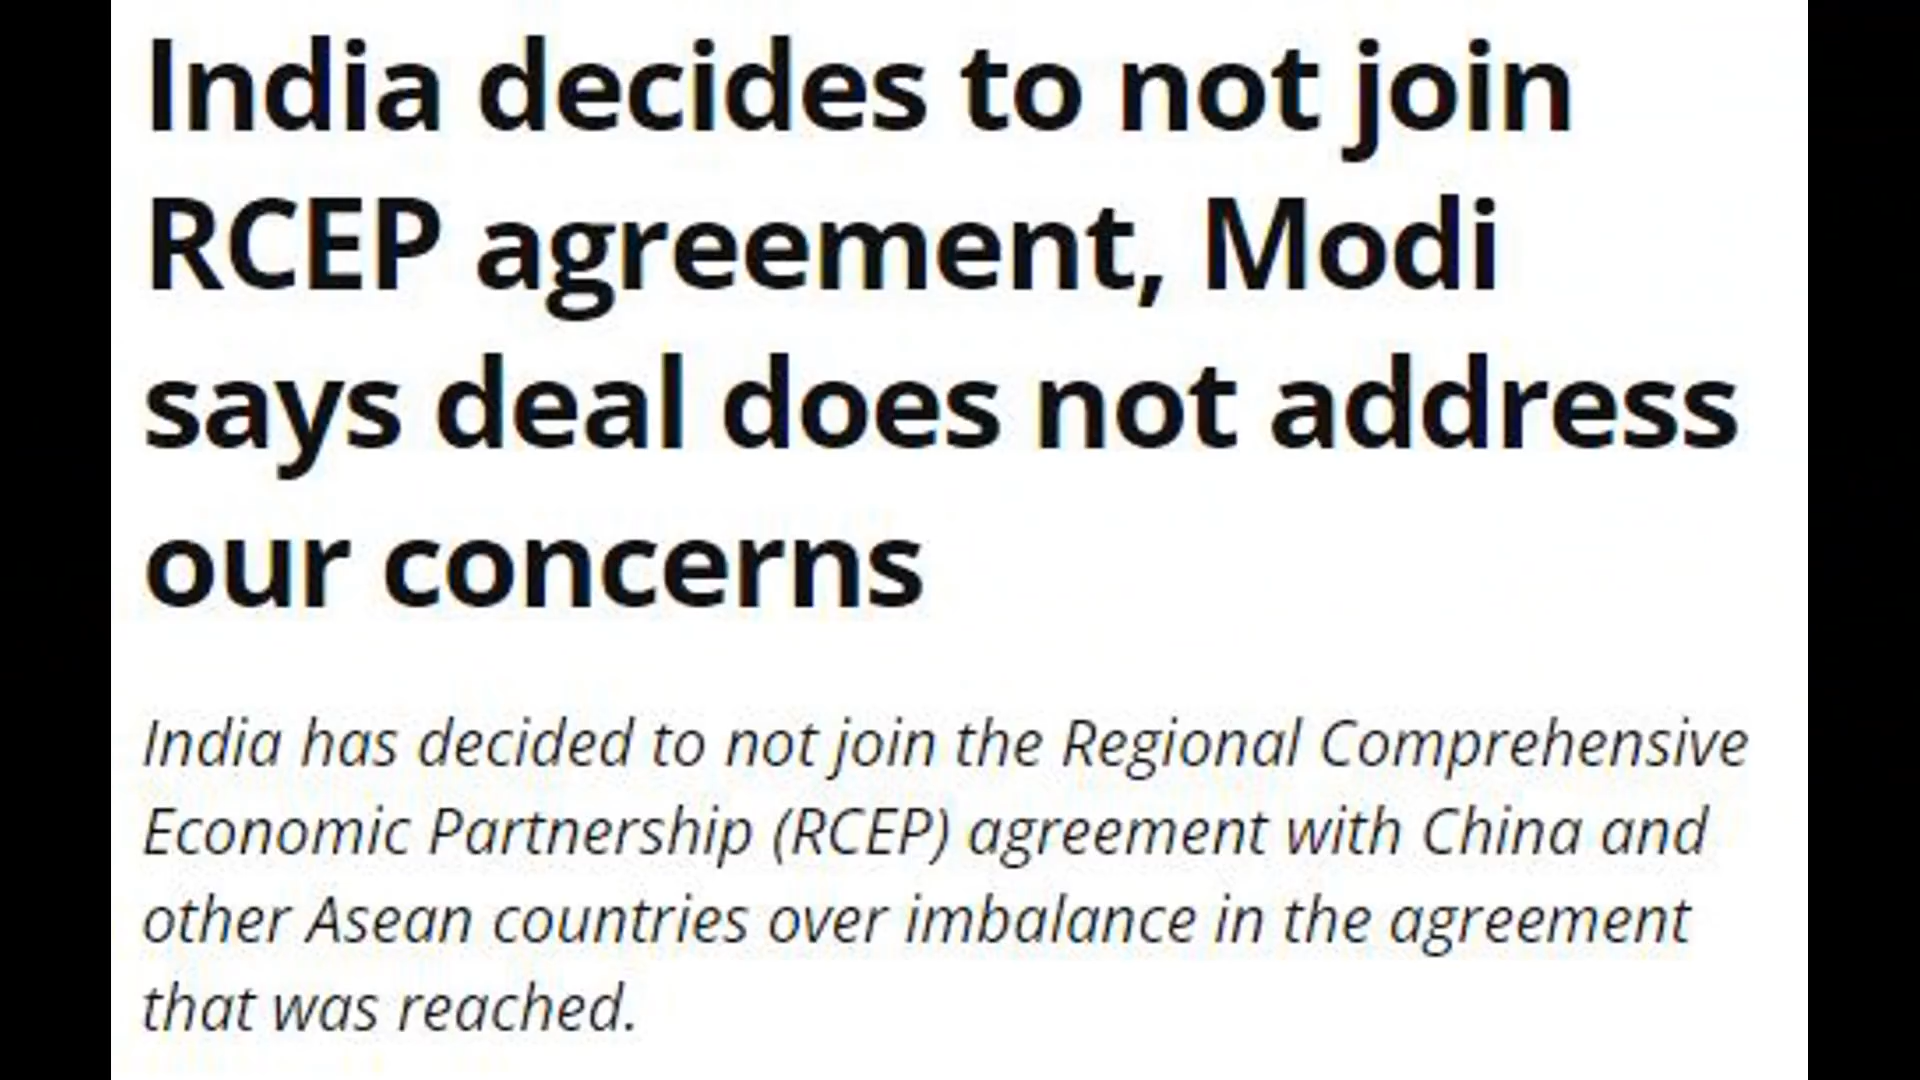 India decides to not join
RCEP agreement, Modi
says deal does not address
our concerns
India has decided to not join the Regional Comprehensive
Economic Partnership (RCEP) agreement with China and
other Asean countries over imbalance in the agreement
that was reached.